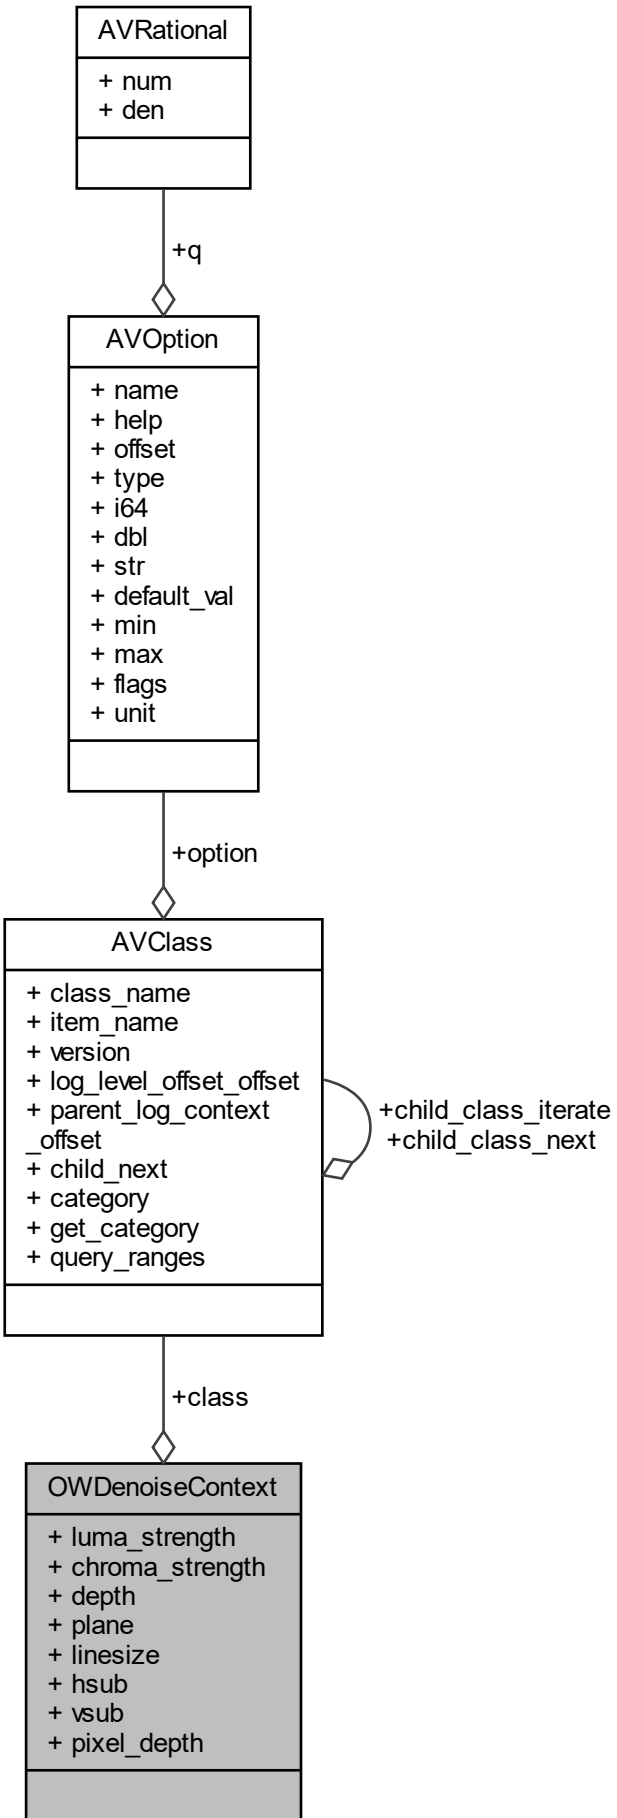 AVRational
+ num
+ den
+q
AVOption
+ name
+ help
+ offset
+ type
+ i64
+ dbl
+ str
+ default_val
+ min
+ max
+ flags
+ unit
+option
AVClass
+ class_name
+ item_name
+ version
+ log_level_offset_offset
+ parent_log_context
_offset
+ child_next
+ category
+ get_category
+ query_ranges
+child_class_iterate
+child_class_next
+class
OWDenoiseContext
+ luma_strength
+ chroma_strength
+ depth
+ plane
+ linesize
+ hsub
+ vsub
+ pixel_depth